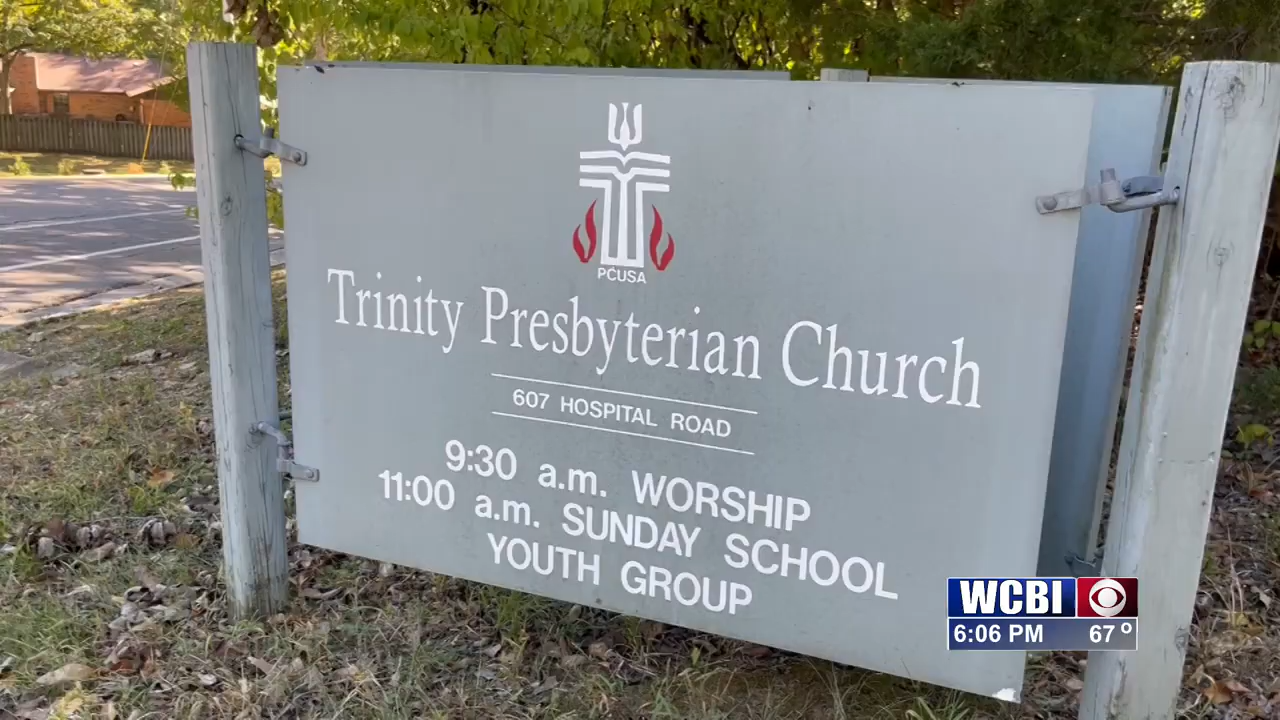 PCUSA
Trinity Presbyterian Church
607 HOSPITAL ROAD
9:30 a.m. WORSHIP
11:00 a.m. SUNDAY SCHOOL
YOUTH GROUP
WCBI
6:06 PM 67°